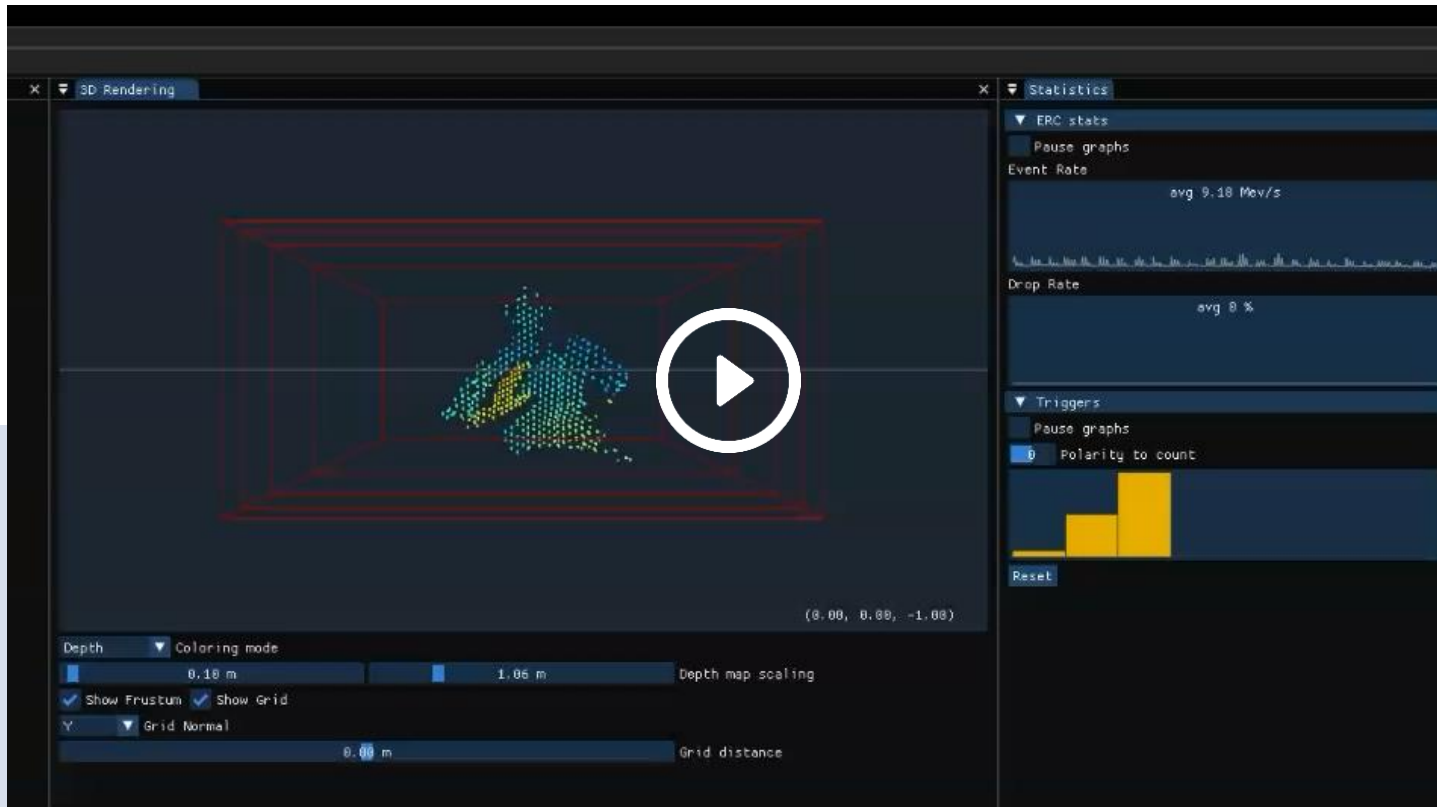 3D Rendering
Statistics
ERC stats
Pause graphs
Event Rate
avg 9.18 Mev/s
Drop Rate
avg 0 %
Triggers
Pause graphs
0 Polarity to count
Reset
(0.00, 0.00, -1.00)
Depth Coloring mode
0.10 m 1.06 m Depth map scaling
Show Frustum Show Grid
Y Grid Normal
0.00 m Grid distance